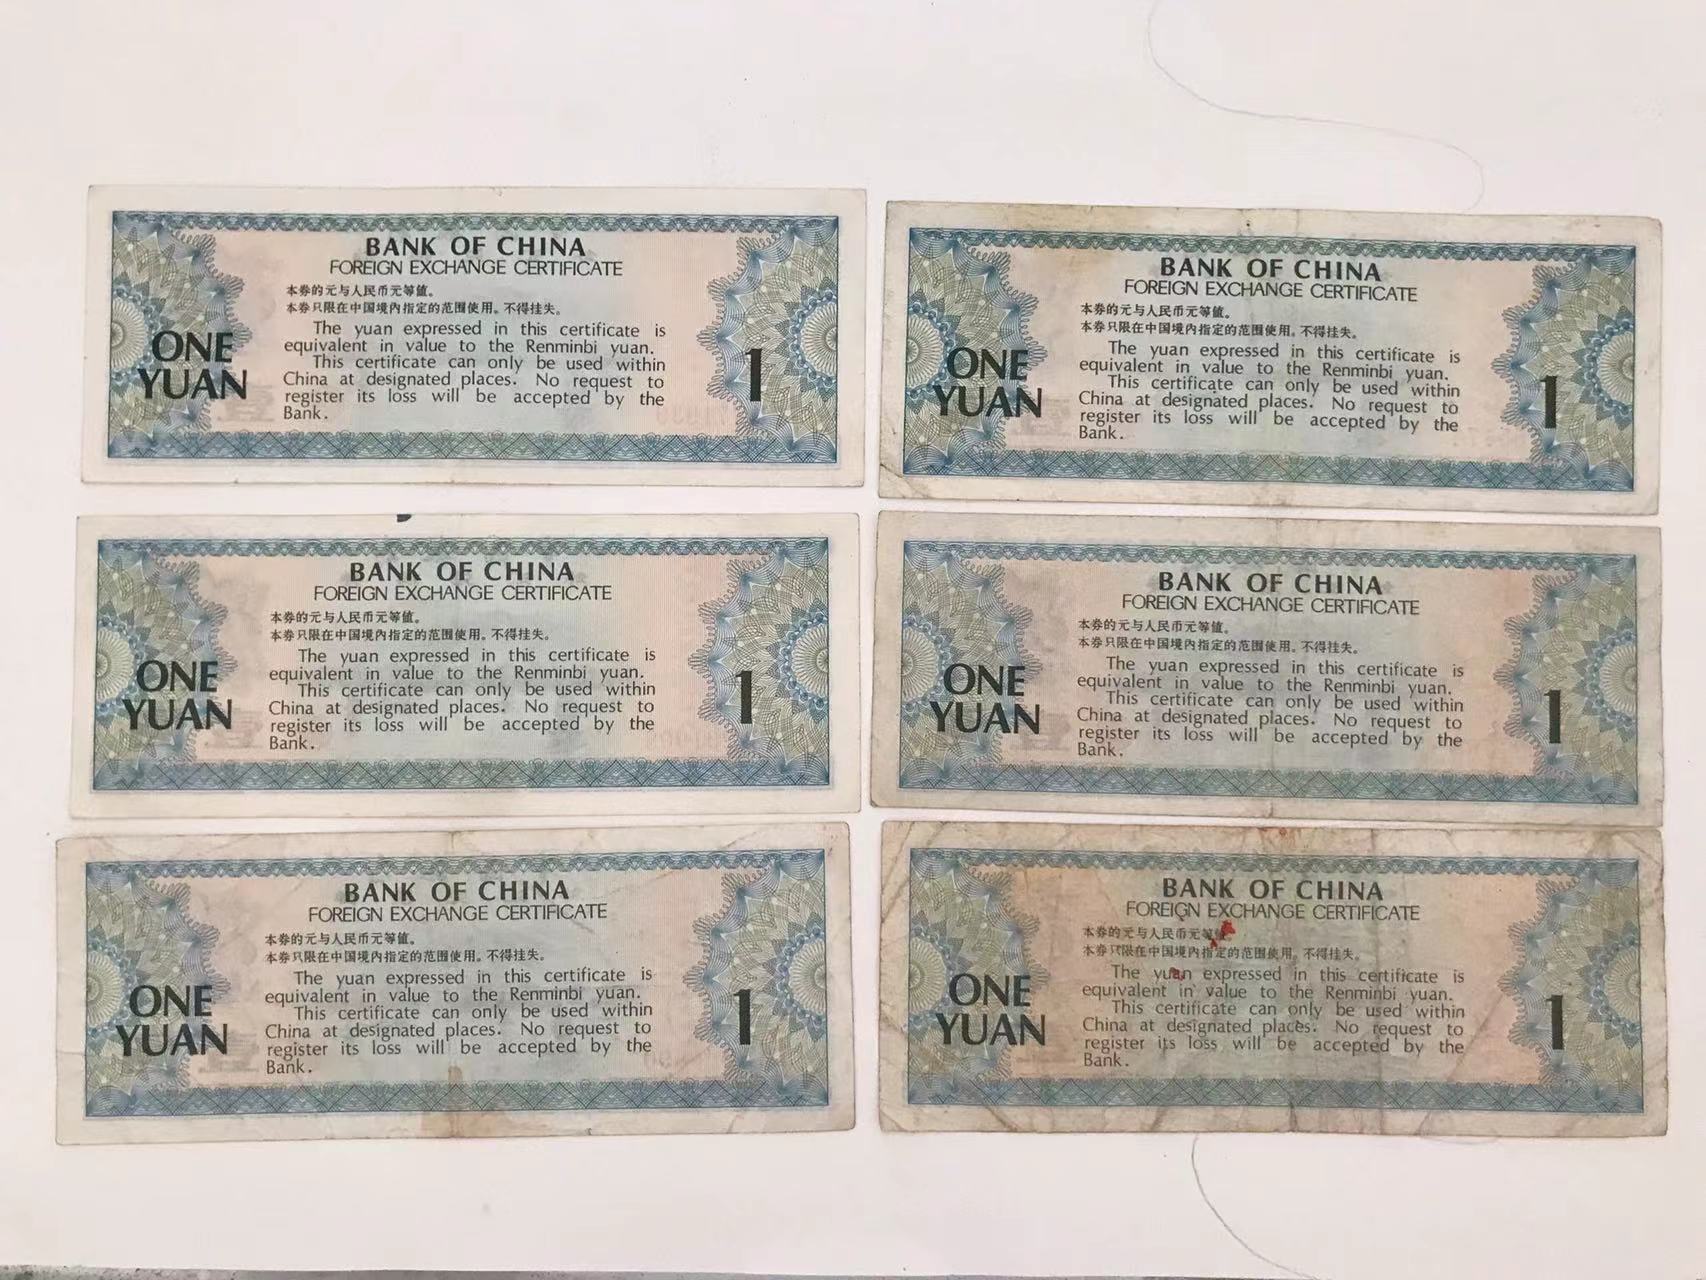 BANK OF CHINA
FOREIGN EXCHANGE CERTIFICATE
本券的元与人民币元等值。
本券只限在中国境内指定的范围使用。不得挂失。
The yuan expressed in this certificate is
equivalent in value to the Renminbi yuan.
This certificate can only be used within
China at designated places. No request to
register its loss will be accepted by the
Bank.
ONE
YUAN
1
BANK OF CHINA
FOREIGN EXCHANGE CERTIFICATE
本券的元与人民币元等值。
本券只限在中国境内指定的范围使用。不得挂失。
The yuan expressed in this certificate is
equivalent in value to the Renminbi yuan.
This certificate can only be used within
China at designated places. No request to
register its loss will be accepted by the
Bank.
ONE
YUAN
1
BANK OF CHINA
FOREIGN EXCHANGE CERTIFICATE
本券的元与人民币元等值。
本券只限在中国境内指定的范围使用。不得挂失。
The yuan expressed in this certificate is
equivalent in value to the Renminbi yuan.
This certificate can only be used within
China at designated places. No request to
register its loss will be accepted by the
Bank.
ONE
YUAN
1
BANK OF CHINA
FOREIGN EXCHANGE CERTIFICATE
本券的元与人民币元等值。
本券只限在中国境内指定的范围使用。不得挂失。
The yuan expressed in this certificate is
equivalent in value to the Renminbi yuan.
This certificate can only be used within
China at designated places. No request to
register its loss will be accepted by the
Bank.
ONE
YUAN
1
BANK OF CHINA
FOREIGN EXCHANGE CERTIFICATE
本券的元与人民币元等值。
本券只限在中国境内指定的范围使用。不得挂失。
The yuan expressed in this certificate is
equivalent in value to the Renminbi yuan.
This certificate can only be used within
China at designated places. No request to
register its loss will be accepted by the
Bank.
ONE
YUAN
1
BANK OF CHINA
FOREIGN EXCHANGE CERTIFICATE
本券的元与人民币元等值。
本券只限在中国境内指定的范围使用。不得挂失。
The yuan expressed in this certificate is
equivalent in value to the Renminbi yuan.
This certificate can only be used within
China at designated places. No request to
register its loss will be accepted by the
Bank.
ONE
YUAN
1